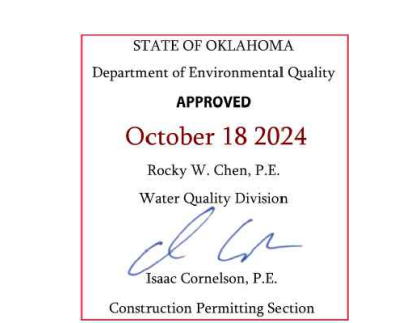 STATE OF OKLAHOMA
Department of Environmental Quality
APPROVED
October 18 2024
Rocky W. Chen, P.E.
Water Quality Division
Isaac Cornelson, P.E.
Construction Permitting Section